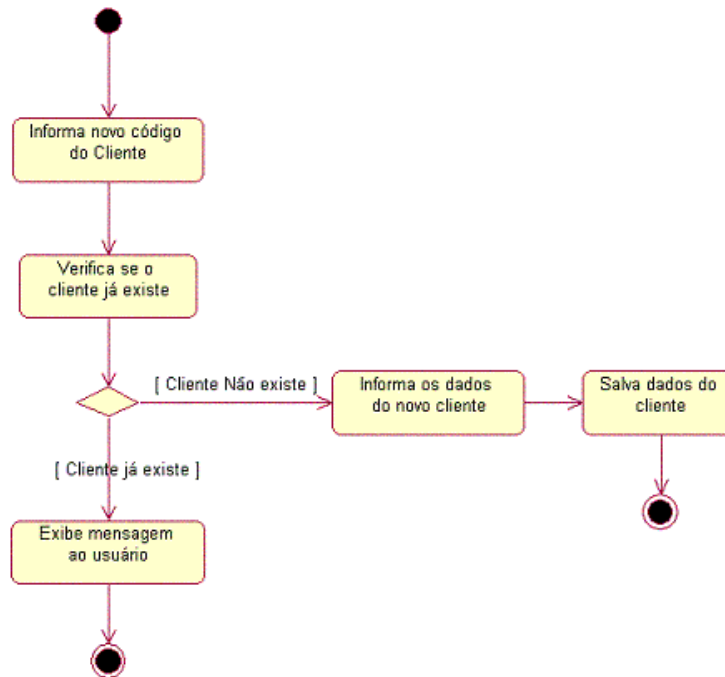 Informa novo código
do Cliente
Verifica se o
cliente já existe
[ Cliente Não existe ]
Informa os dados
do novo cliente
Salva dados do
cliente
[ Cliente já existe ]
Exibe mensagem
ao usuário